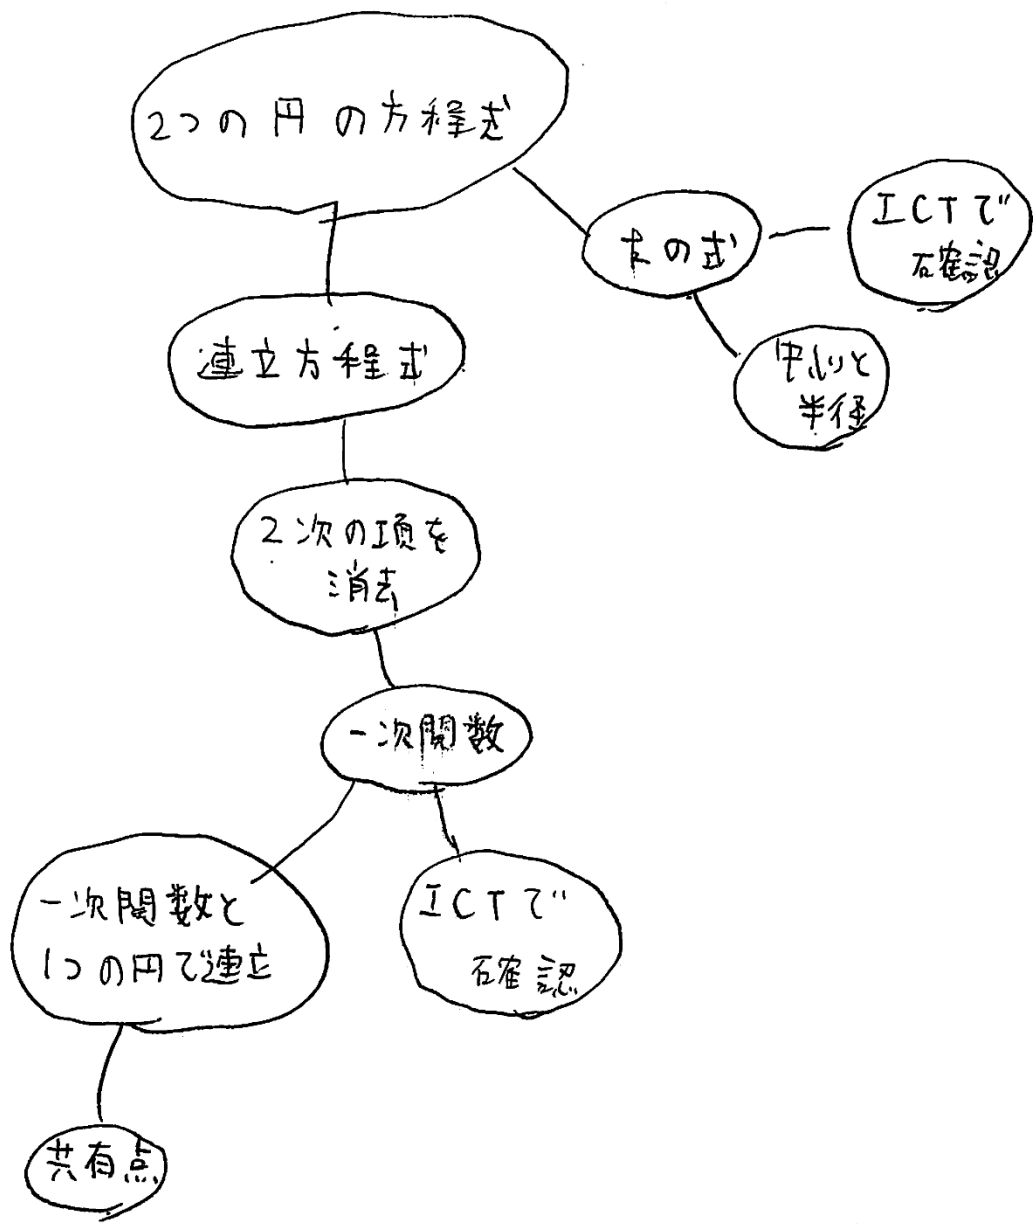 2つの円の方程式
ICTで
確認
たの式
中心と
半径
連立方程式
2次の項を
消去
一次関数
一次関数と
1つの円で連立
ICTで
確認
共有点